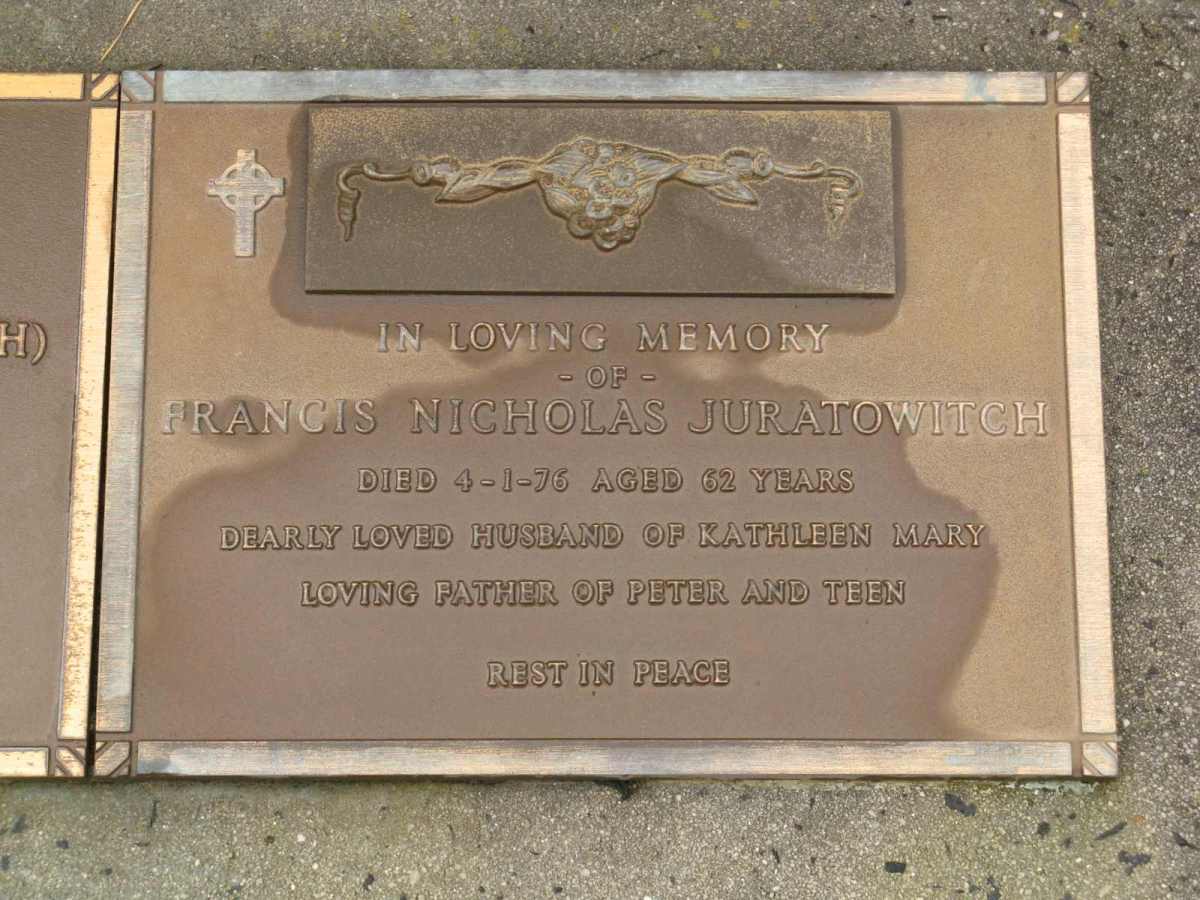 H)
IN LOVING MEMORY
- OF -
FRANCIS NICHOLAS JURATOWITCH
DIED 4-1-76 AGED 62 YEARS
DEARLY LOVED HUSBAND OF KATHLEEN MARY
LOVING FATHER OF PETER AND TEEN
REST IN PEACE